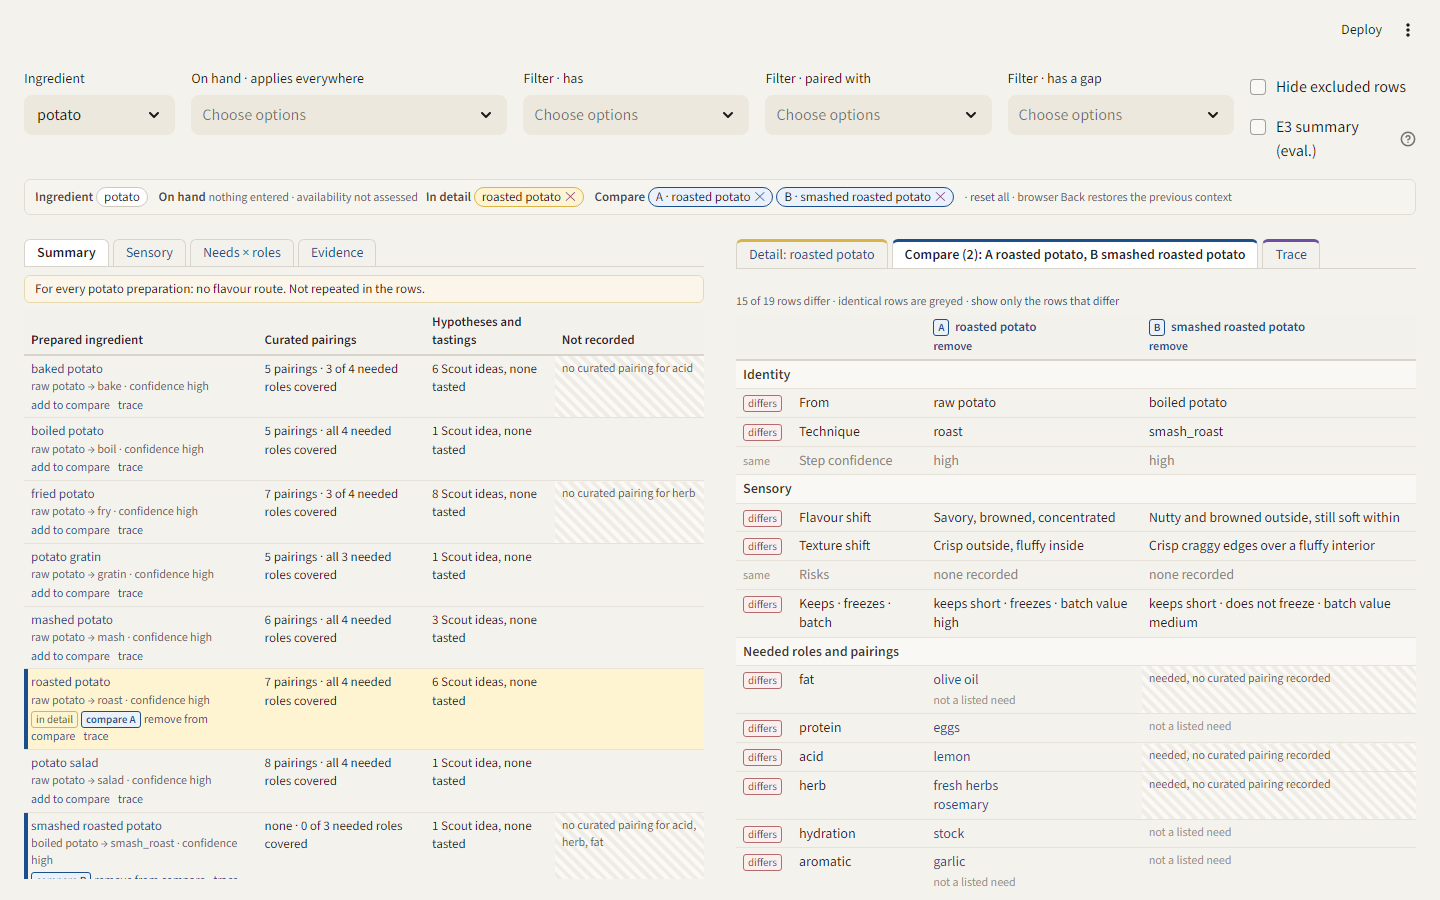 Deploy
Ingredient
On hand · applies everywhere
Filter · has
Filter · paired with
Filter · has a gap
potato
Choose options
Choose options
Choose options
Choose options
Hide excluded rows
E3 summary
(eval.)
Ingredient potato On hand nothing entered · availability not assessed In detail roasted potato Compare A · roasted potato B · smashed roasted potato · reset all · browser Back restores the previous context
Summary
Sensory
Needs × roles
Evidence
For every potato preparation: no flavour route. Not repeated in the rows.
Prepared ingredient
Curated pairings
Hypotheses and
tastings
Not recorded
baked potato
raw potato → bake · confidence high
add to compare trace
5 pairings · 3 of 4 needed
roles covered
6 Scout ideas, none
tasted
no curated pairing for acid
boiled potato
raw potato → boil · confidence high
add to compare trace
5 pairings · all 4 needed
roles covered
1 Scout idea, none
tasted
fried potato
raw potato → fry · confidence high
add to compare trace
7 pairings · 3 of 4 needed
roles covered
8 Scout ideas, none
tasted
no curated pairing for herb
potato gratin
raw potato → gratin · confidence high
add to compare trace
5 pairings · all 3 needed
roles covered
1 Scout idea, none
tasted
mashed potato
raw potato → mash · confidence high
add to compare trace
6 pairings · all 4 needed
roles covered
3 Scout ideas, none
tasted
roasted potato
raw potato → roast · confidence high
in detail compare A remove from
compare trace
7 pairings · all 4 needed
roles covered
6 Scout ideas, none
tasted
potato salad
raw potato → salad · confidence high
add to compare trace
8 pairings · all 4 needed
roles covered
1 Scout idea, none
tasted
smashed roasted potato
boiled potato → smash_roast · confidence
high
compare B remove from compare trace
none · 0 of 3 needed roles
covered
1 Scout idea, none
tasted
no curated pairing for acid,
herb, fat
Detail: roasted potato
Compare (2): A roasted potato, B smashed roasted potato
Trace
15 of 19 rows differ · identical rows are greyed · show only the rows that differ
A roasted potato
remove
B smashed roasted potato
remove
Identity
differs From raw potato boiled potato
differs Technique roast smash_roast
same Step confidence high high
Sensory
differs Flavour shift Savory, browned, concentrated Nutty and browned outside, still soft within
differs Texture shift Crisp outside, fluffy inside Crisp craggy edges over a fluffy interior
same Risks none recorded none recorded
differs Keeps · freezes ·
batch
keeps short · freezes · batch value
high
keeps short · does not freeze · batch value
medium
Needed roles and pairings
differs fat olive oil needed, no curated pairing recorded
not a listed need
differs protein eggs not a listed need
differs acid lemon needed, no curated pairing recorded
differs herb fresh herbs needed, no curated pairing recorded
rosemary
differs hydration stock not a listed need
differs aromatic garlic not a listed need
not a listed need